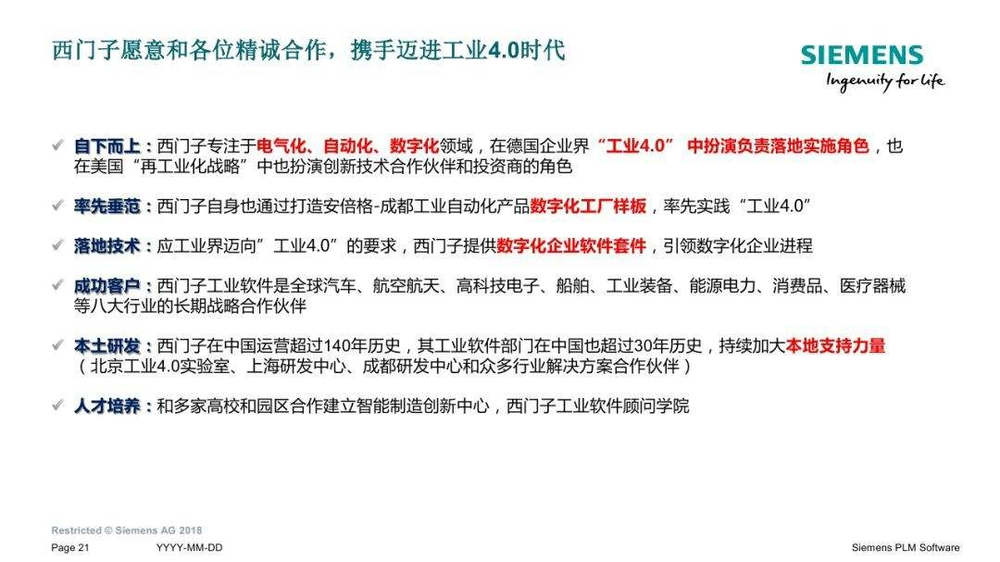 西门子愿意和各位精诚合作，携手迈进工业4.0时代
SIEMENS
Ingenuity for life
自下而上：西门子专注于电气化、自动化、数字化领域，在德国企业界“工业4.0” 中扮演负责落地实施角色，也
在美国“再工业化战略”中也扮演创新技术合作伙伴和投资商的角色
率先垂范：西门子自身也通过打造安倍格-成都工业自动化产品数字化工厂样板，率先实践“工业4.0”
落地技术：应工业界迈向”工业4.0”的要求，西门子提供数字化企业软件套件，引领数字化企业进程
成功客户：西门子工业软件是全球汽车、航空航天、高科技电子、船舶、工业装备、能源电力、消费品、医疗器械
等八大行业的长期战略合作伙伴
本土研发：西门子在中国运营超过140年历史，其工业软件部门在中国也超过30年历史，持续加大本地支持力量
（北京工业4.0实验室、上海研发中心、成都研发中心和众多行业解决方案合作伙伴）
人才培养：和多家高校和园区合作建立智能制造创新中心，西门子工业软件顾问学院
Restricted © Siemens AG 2018
Page 21 YYYY-MM-DD Siemens PLM Software